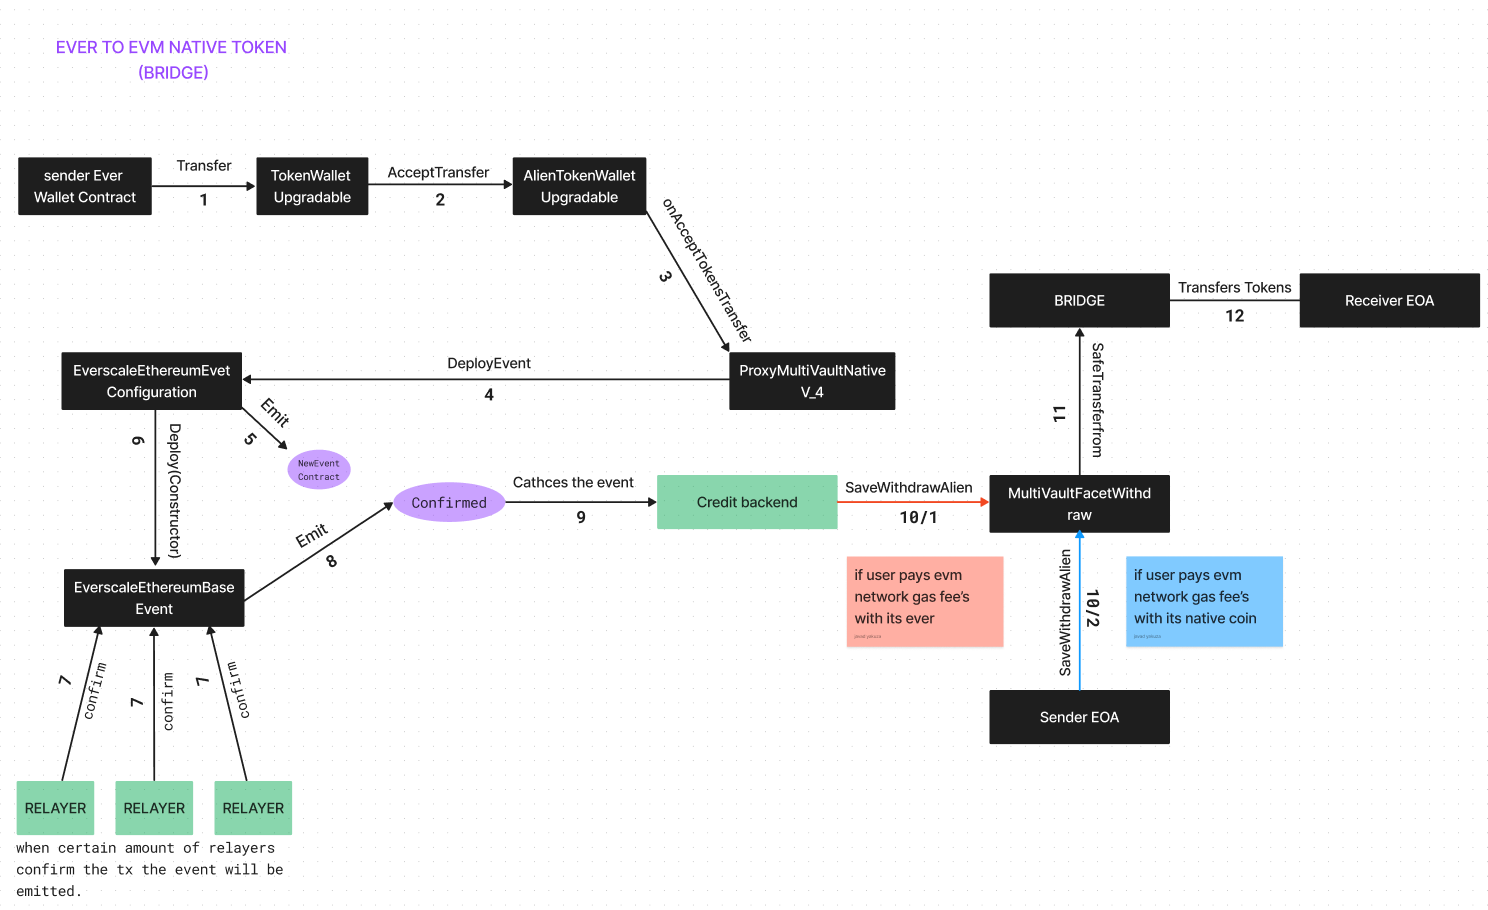 EVER TO EVM NATIVE TOKEN
(BRIDGE)
sender Ever
Wallet Contract
Transfer
1
TokenWallet
Upgradable
AcceptTransfer
2
AlienTokenWallet
Upgradable
onAcceptTokensTransfer
3
ProxyMultiVaultNative
V_4
DeployEvent
4
EverscaleEthereumEvet
Configuration
Emit
5
NewEvent
Contract
6
Deploy(Constructor)
EverscaleEthereumBase
Event
7
confirm
7
confirm
7
confirm
RELAYER
RELAYER
RELAYER
when certain amount of relayers
confirm the tx the event will be
emitted.
Emit
8
Confirmed
Cathces the event
9
Credit backend
SaveWithdrawAlien
10/1
MultiVaultFacetWithd
raw
if user pays evm
network gas fee's
with its ever
SaveWithdrawAlien
10/2
if user pays evm
network gas fee's
with its native coin
Sender EOA
11
SafeTransferfrom
BRIDGE
Transfers Tokens
12
Receiver EOA